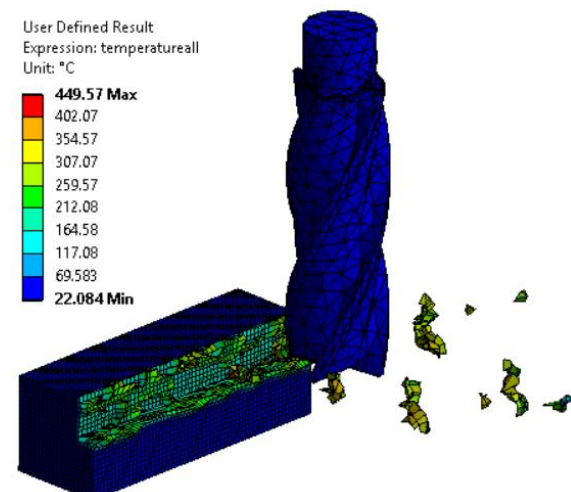 User Defined Result
Expression: temperatureall
Unit: °C
449.57 Max
402.07
354.57
307.07
259.57
212.08
164.58
117.08
69.583
22.084 Min